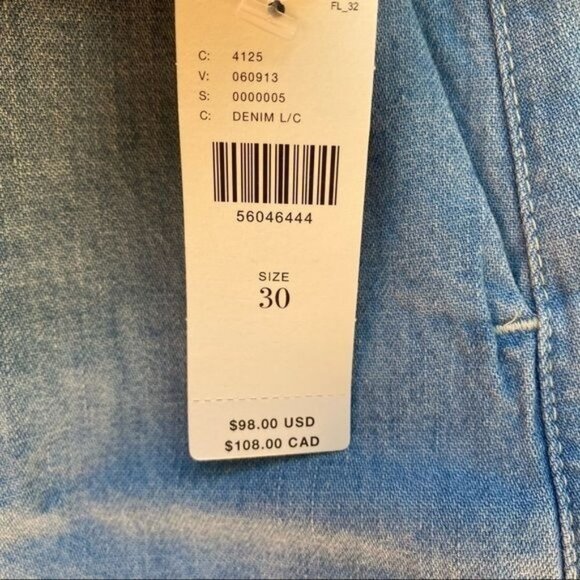 FL_32
C: 4125
V: 060913
S: 0000005
C: DENIM L/C
56046444
SIZE
30
$98.00 USD
$108.00 CAD